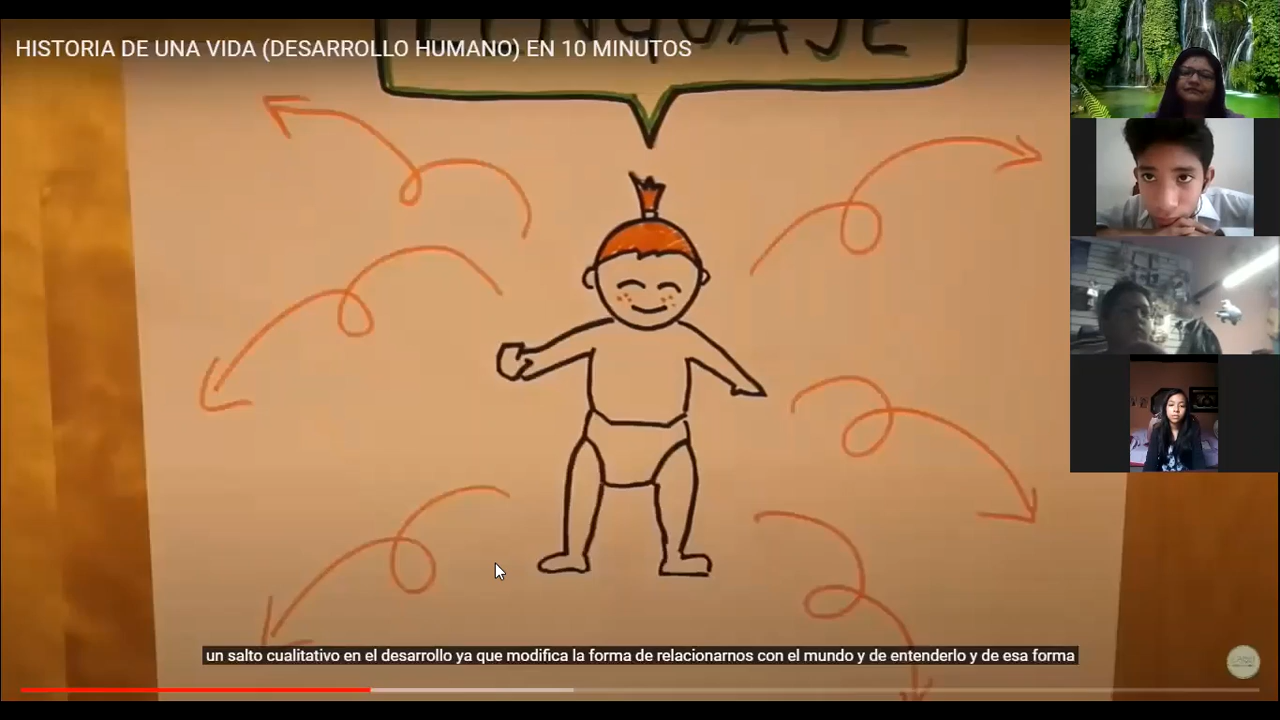 LENGUAJE
HISTORIA DE UNA VIDA (DESARROLLO HUMANO) EN 10 MINUTOS
un salto cualitativo en el desarrollo ya que modifica la forma de relacionarnos con el mundo y de entenderlo y de esa forma